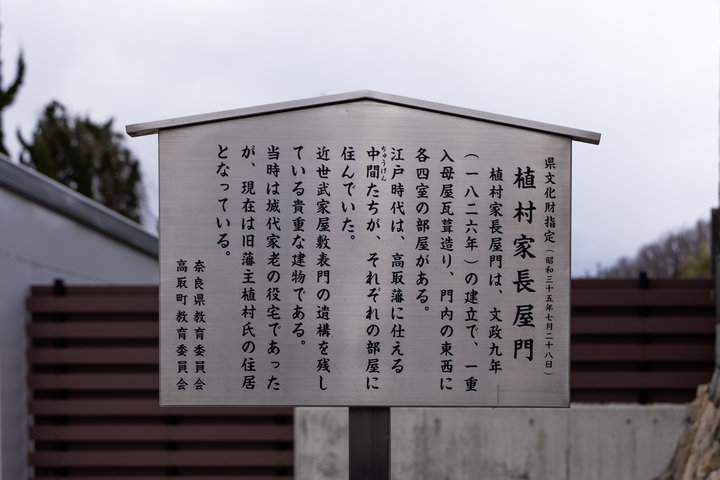 県文化財指定（昭和三十五年七月二十八日）
植村家長屋門
植村家長屋門は、文政九年
（一八二六年）の建立で、一重
入母屋瓦葺造り、門内の東西に
各四室の部屋がある。
江戸時代は、高取藩に仕える
中間たちが、それぞれの部屋に
ちゅうげん
住んでいた。
近世武家屋敷表門の遺構を残し
ている貴重な建物である。
当時は城代家老の役宅であった
が、現在は旧藩主植村氏の住居
となっている。
奈良県教育委員会
高取町教育委員会